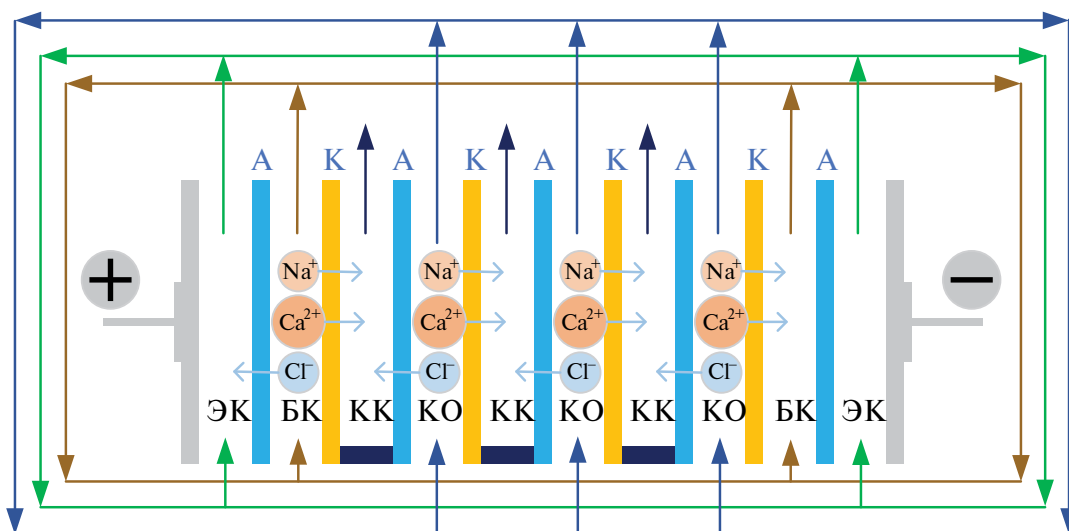 А К А К А К А К А
+ −
Na⁺ Na⁺ Na⁺ Na⁺
Ca²⁺ Ca²⁺ Ca²⁺ Ca²⁺
Cl⁻ Cl⁻ Cl⁻ Cl⁻
ЭК БК КК КО КК КО КК КО БК ЭК